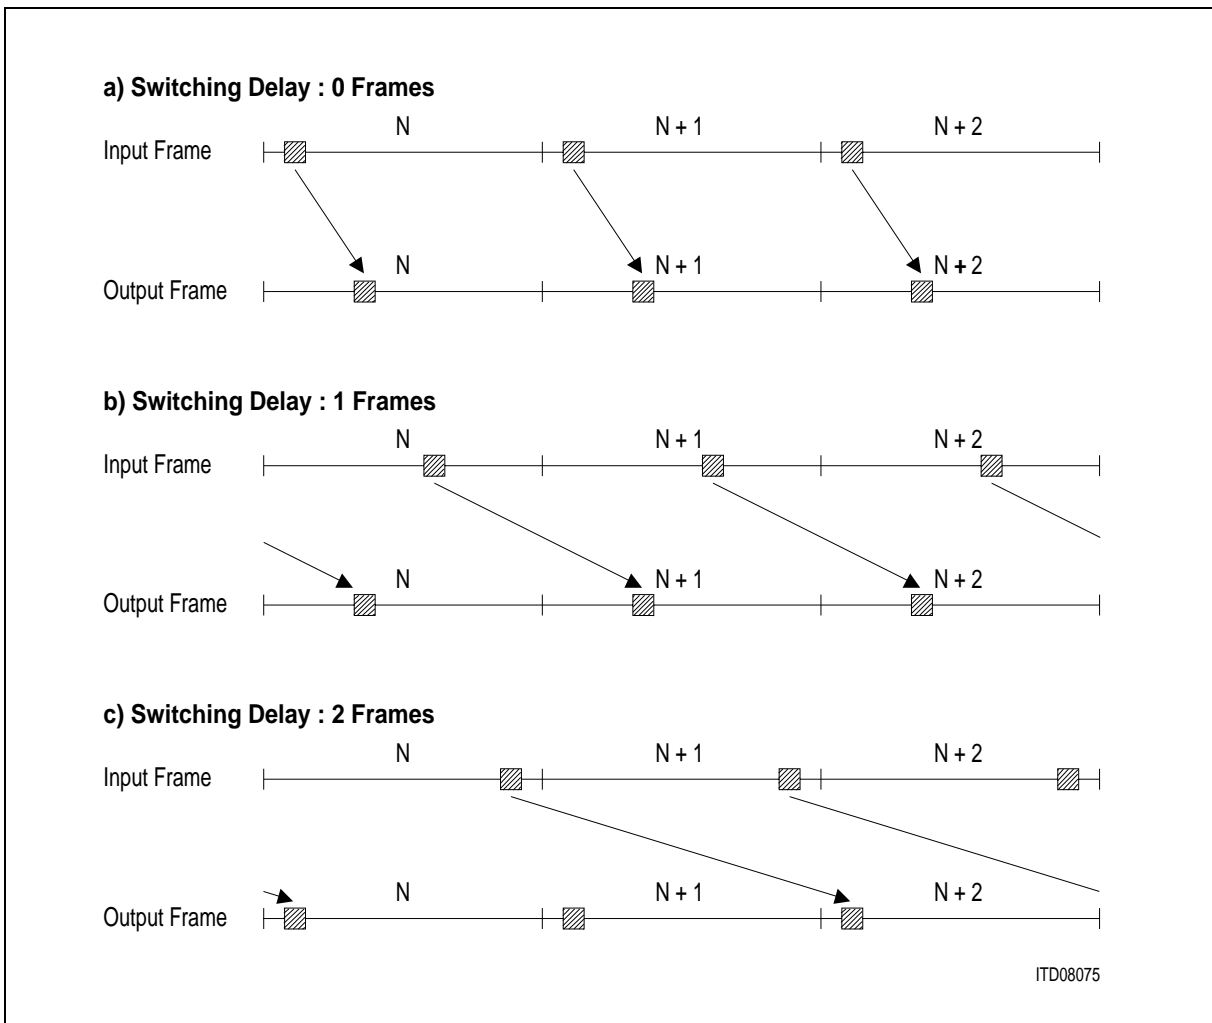 a) Switching Delay : 0 Frames
N N + 1 N + 2
Input Frame
N N + 1 N + 2
Output Frame
b) Switching Delay : 1 Frames
N N + 1 N + 2
Input Frame
N N + 1 N + 2
Output Frame
c) Switching Delay : 2 Frames
N N + 1 N + 2
Input Frame
N N + 1 N + 2
Output Frame
ITD08075